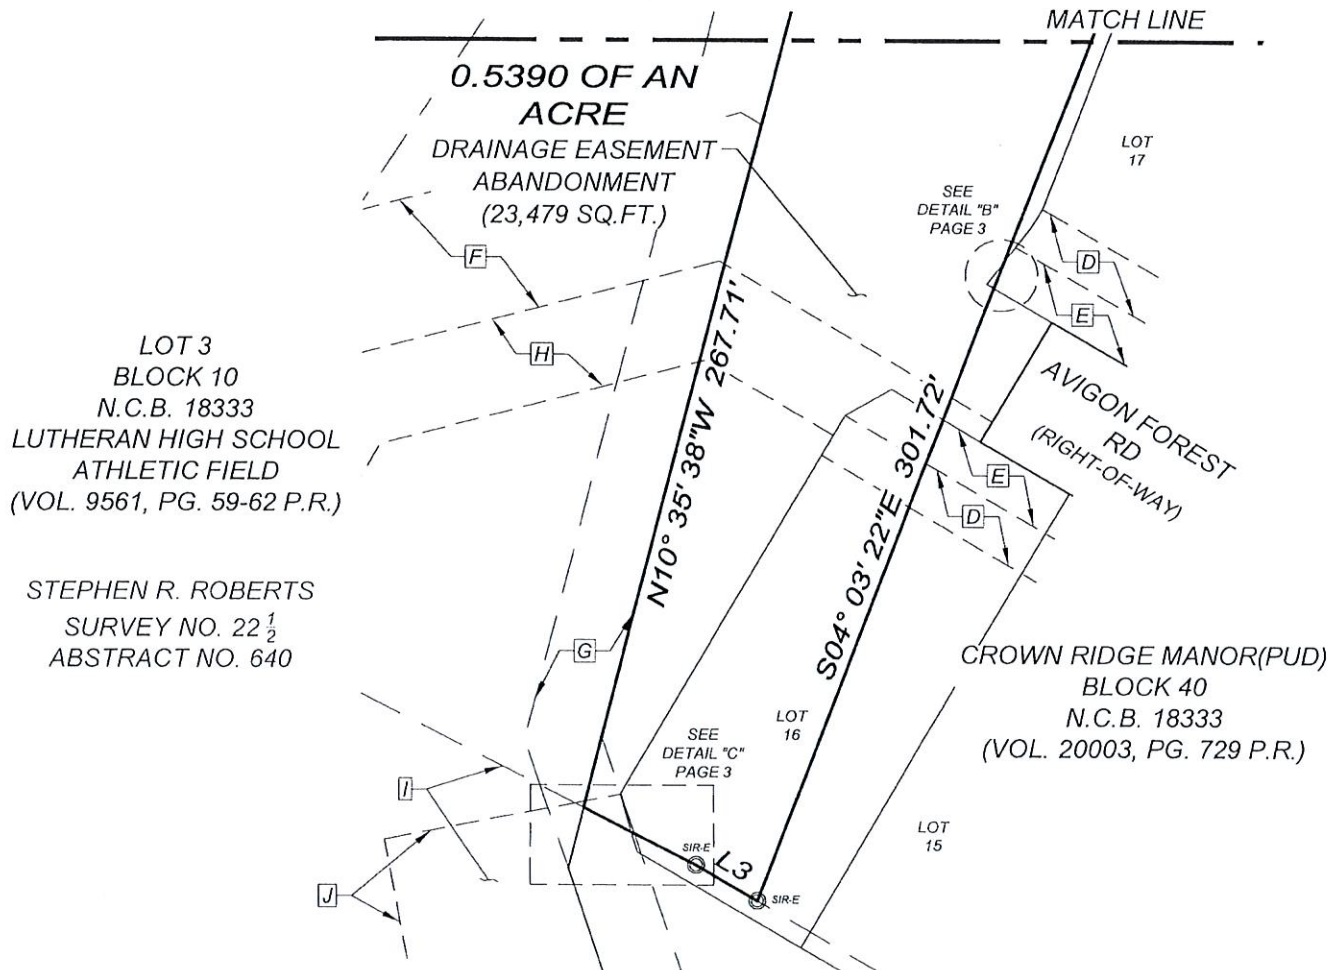 MATCH LINE
0.5390 OF AN
ACRE
DRAINAGE EASEMENT
ABANDONMENT
(23,479 SQ.FT.)
LOT
17
SEE
DETAIL "B"
PAGE 3
F
D
E
H
LOT 3
BLOCK 10
N.C.B. 18333
LUTHERAN HIGH SCHOOL
ATHLETIC FIELD
(VOL. 9561, PG. 59-62 P.R.)
N10° 35' 38"W 267.71'
S04° 03' 22"E 301.72'
AVIGON FOREST
RD
(RIGHT-OF-WAY)
E
D
STEPHEN R. ROBERTS
SURVEY NO. 22 1/2
ABSTRACT NO. 640
G
CROWN RIDGE MANOR(PUD)
BLOCK 40
N.C.B. 18333
(VOL. 20003, PG. 729 P.R.)
LOT
16
SEE
DETAIL "C"
PAGE 3
I
LOT
15
SIR-E
L3
SIR-E
J